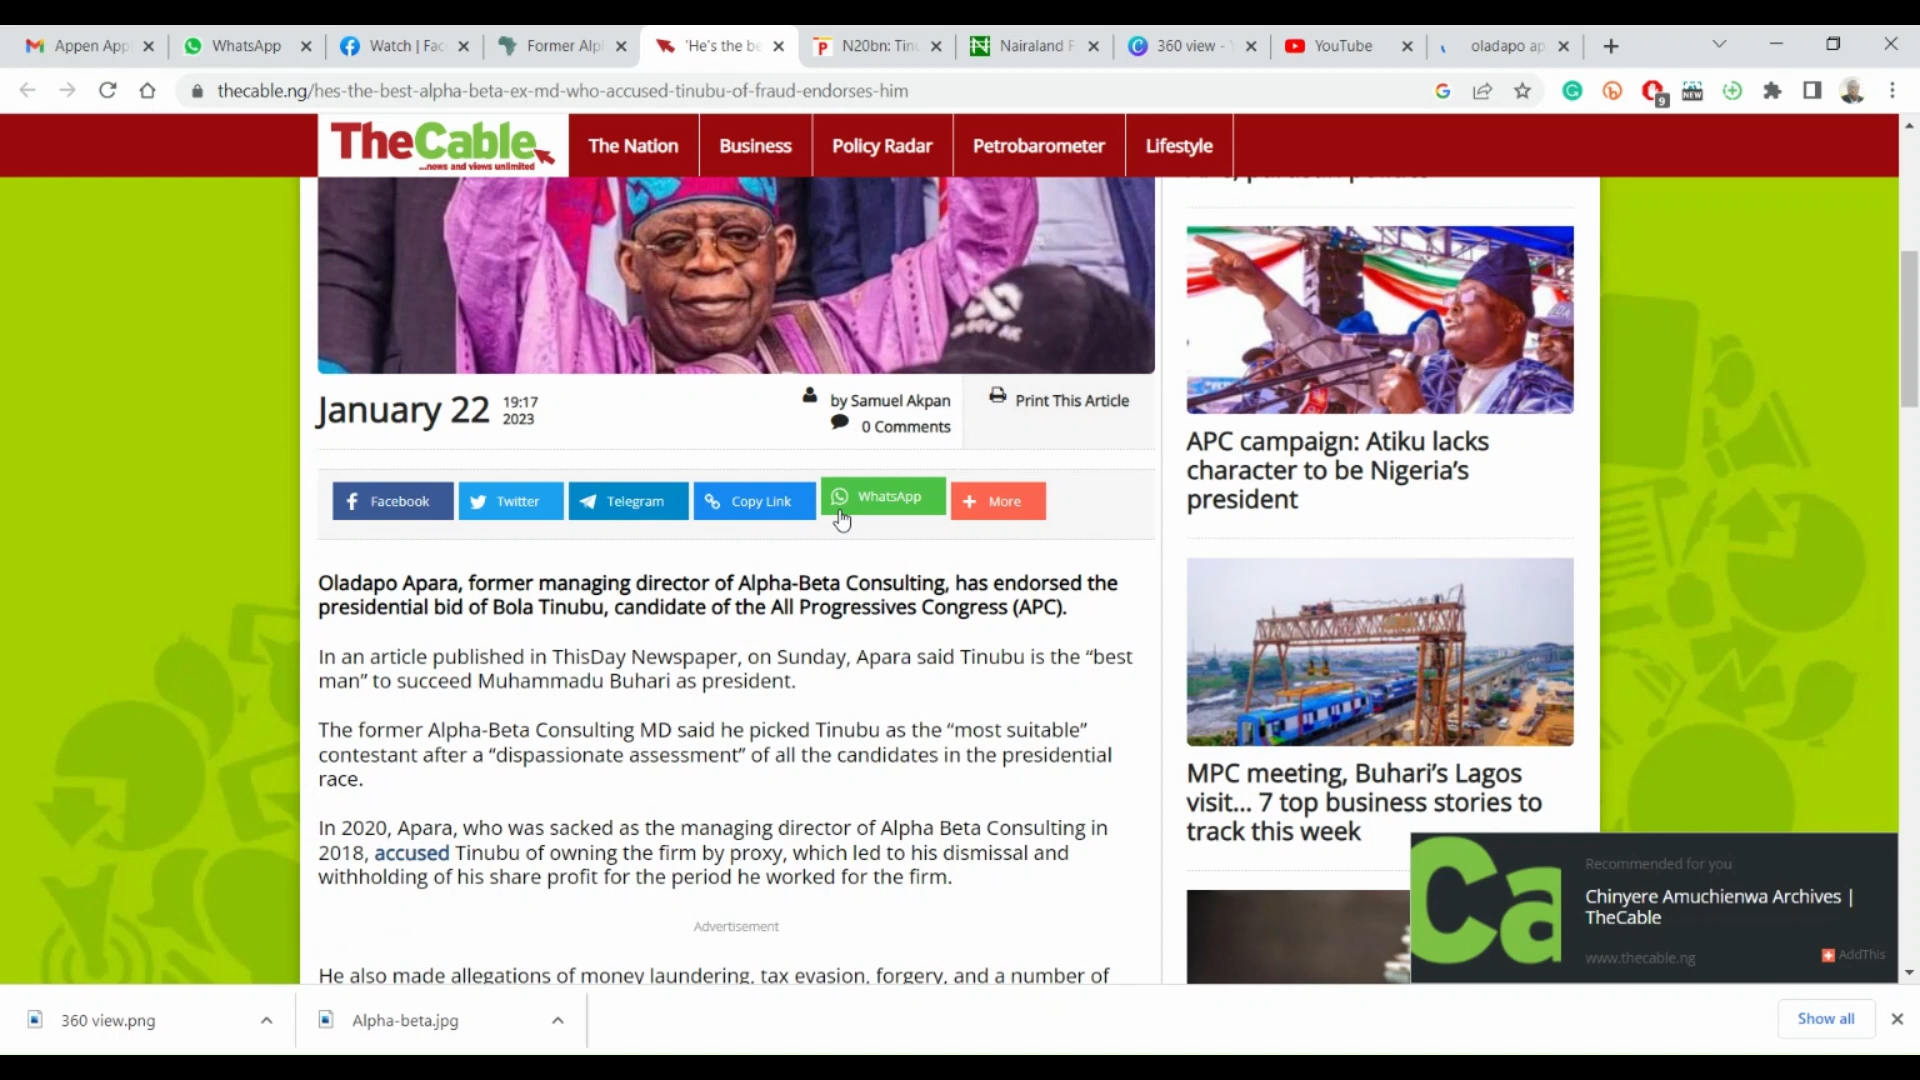 Appen App
WhatsApp
Watch | Fac
Former Alp
'He's the be
N20bn: Tin
Nairaland F
360 view -
YouTube
oladapo ap
thecable.ng/hes-the-best-alpha-beta-ex-md-who-accused-tinubu-of-fraud-endorses-him
9
NEW
TheCable
...news and views unlimited
The Nation
Business
Policy Radar
Petrobarometer
Lifestyle
January 22
19:17
2023
by Samuel Akpan
0 Comments
Print This Article
Facebook
Twitter
Telegram
Copy Link
WhatsApp
More
Oladapo Apara, former managing director of Alpha-Beta Consulting, has endorsed the
presidential bid of Bola Tinubu, candidate of the All Progressives Congress (APC).
In an article published in ThisDay Newspaper, on Sunday, Apara said Tinubu is the “best
man” to succeed Muhammadu Buhari as president.
The former Alpha-Beta Consulting MD said he picked Tinubu as the “most suitable”
contestant after a “dispassionate assessment” of all the candidates in the presidential
race.
In 2020, Apara, who was sacked as the managing director of Alpha Beta Consulting in
2018, accused Tinubu of owning the firm by proxy, which led to his dismissal and
withholding of his share profit for the period he worked for the firm.
Advertisement
He also made allegations of money laundering, tax evasion, forgery, and a number of
APC campaign: Atiku lacks
character to be Nigeria’s
president
MPC meeting, Buhari’s Lagos
visit... 7 top business stories to
track this week
Ca
Recommended for you
Chinyere Amuchienwa Archives |
TheCable
www.thecable.ng
AddThis
360 view.png
Alpha-beta.jpg
Show all